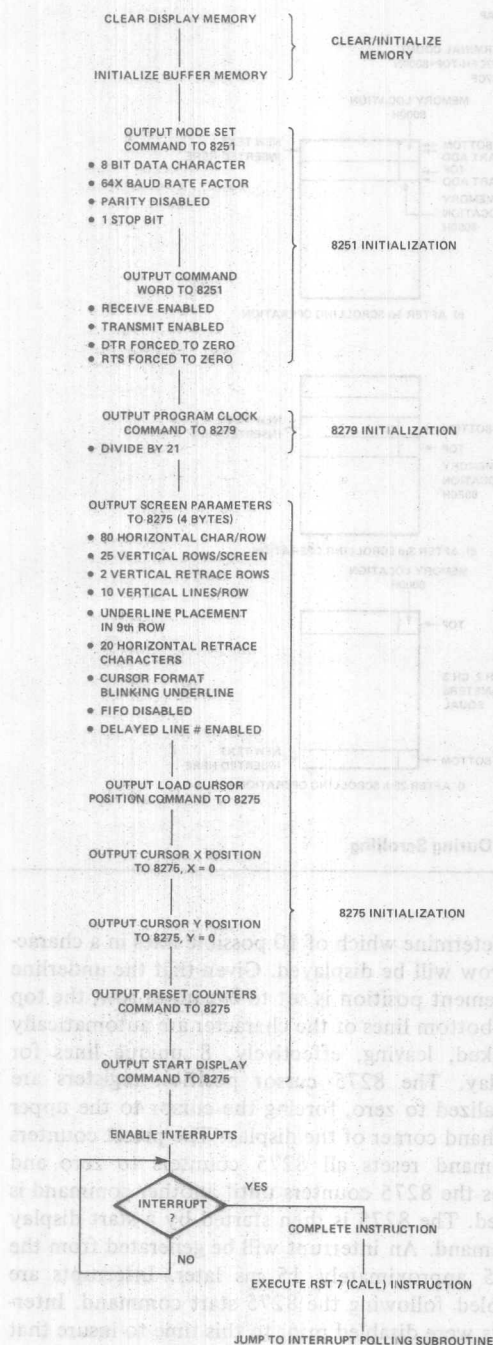 CLEAR DISPLAY MEMORY
INITIALIZE BUFFER MEMORY
CLEAR/INITIALIZE
MEMORY
OUTPUT MODE SET
COMMAND TO 8251
• 8 BIT DATA CHARACTER
• 64X BAUD RATE FACTOR
• PARITY DISABLED
• 1 STOP BIT
OUTPUT COMMAND
WORD TO 8251
• RECEIVE ENABLED
• TRANSMIT ENABLED
• DTR FORCED TO ZERO
• RTS FORCED TO ZERO
8251 INITIALIZATION
OUTPUT PROGRAM CLOCK
COMMAND TO 8279
• DIVIDE BY 21
8279 INITIALIZATION
OUTPUT SCREEN PARAMETERS
TO 8275 (4 BYTES)
• 80 HORIZONTAL CHAR/ROW
• 25 VERTICAL ROWS/SCREEN
• 2 VERTICAL RETRACE ROWS
• 10 VERTICAL LINES/ROW
• UNDERLINE PLACEMENT
IN 9th ROW
• 20 HORIZONTAL RETRACE
CHARACTERS
• CURSOR FORMAT
BLINKING UNDERLINE
• FIFO DISABLED
• DELAYED LINE # ENABLED
OUTPUT LOAD CURSOR
POSITION COMMAND TO 8275
OUTPUT CURSOR X POSITION
TO 8275, X = 0
OUTPUT CURSOR Y POSITION
TO 8275, Y = 0
OUTPUT PRESET COUNTERS
COMMAND TO 8275
OUTPUT START DISPLAY
COMMAND TO 8275
8275 INITIALIZATION
ENABLE INTERRUPTS
INTERRUPT
YES
NO
COMPLETE INSTRUCTION
EXECUTE RST 7 (CALL) INSTRUCTION
JUMP TO INTERRUPT POLLING SUBROUTINE